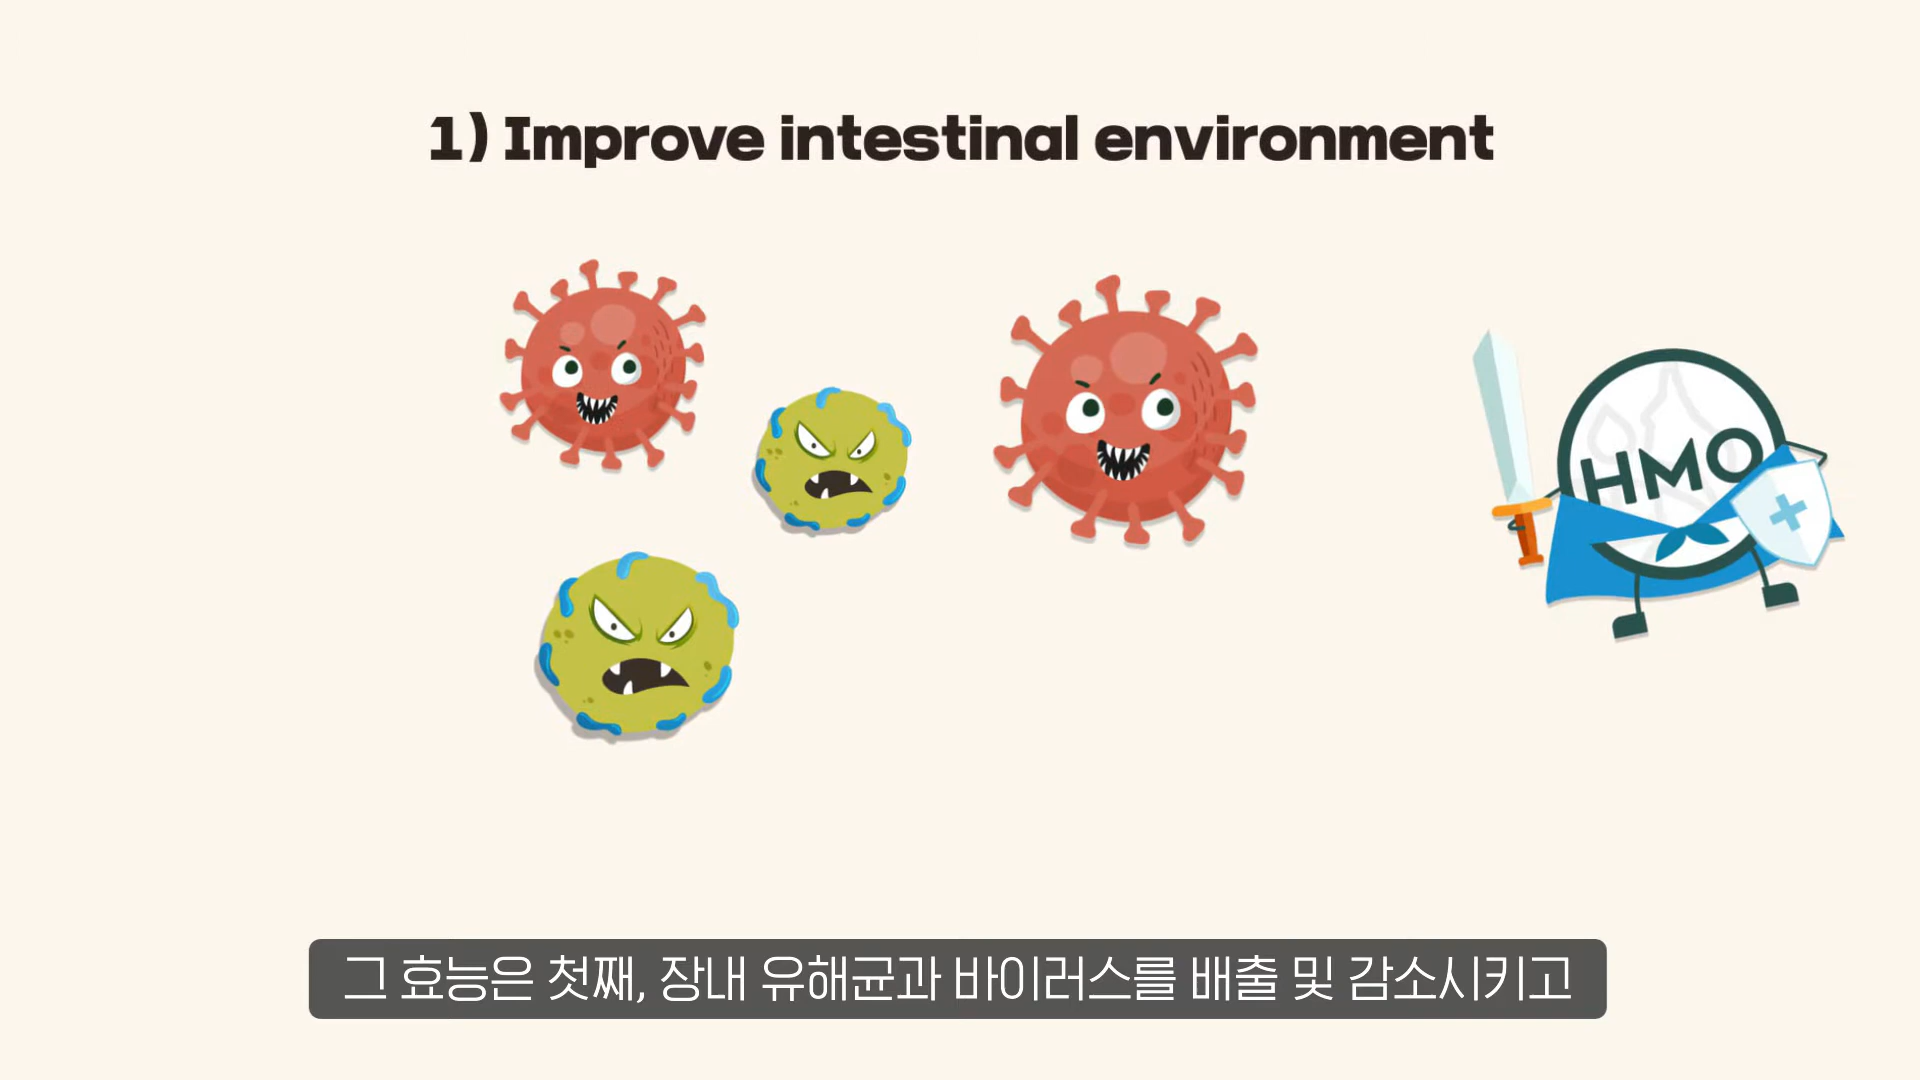 1) Improve intestinal environment
HMO
그 효능은 첫째, 장내 유해균과 바이러스를 배출 및 감소시키고